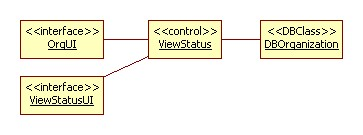 <<interface>>
OrgUI
<<control>>
ViewStatus
<<DBClass>>
DBOrganization
<<interface>>
ViewStatusUI